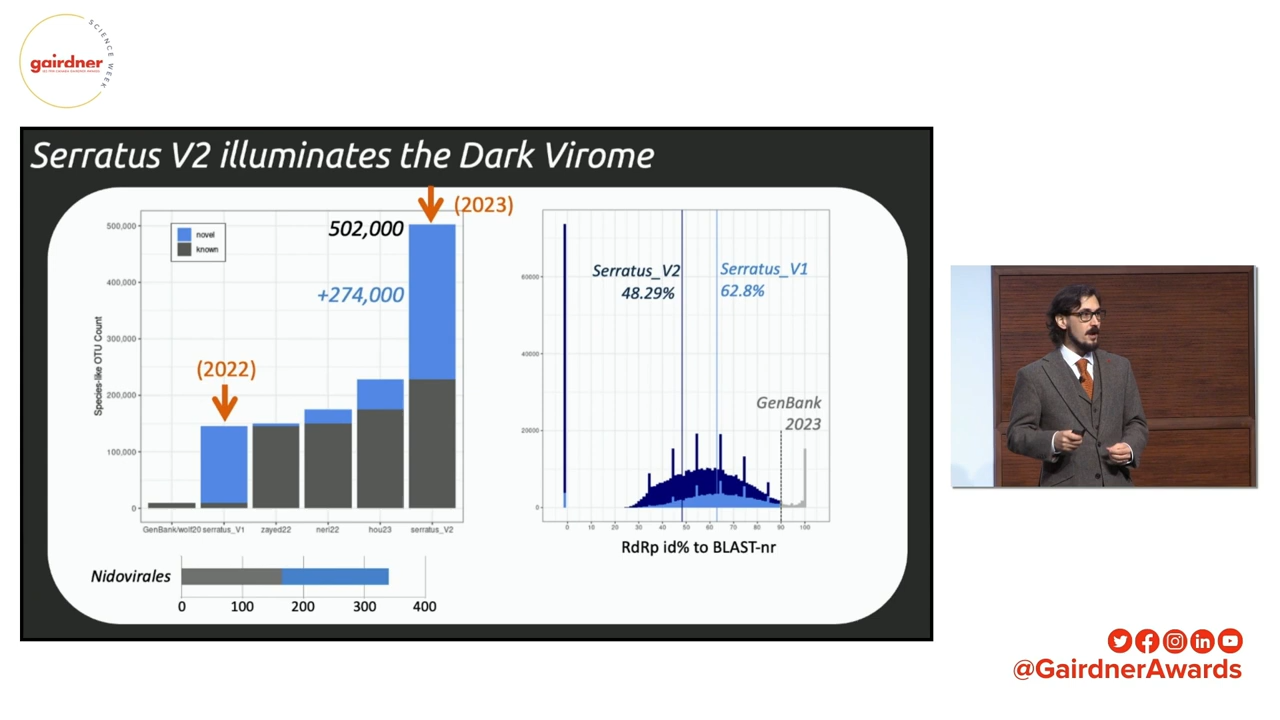 SCIENCE WEEK
gairdner
Serratus V2 illuminates the Dark Virome
(2023)
500,000
novel
known
502,000
400,000
+274,000
300,000
(2022)
200,000
100,000
0
Species-like OTU Count
GenBank/wolf20 serratus_V1 zayed22 neri22 hou23 serratus_V2
Nidovirales
0 100 200 300 400
60000
Serratus_V2
48.29%
Serratus_V1
62.8%
40000
GenBank
2023
20000
0
0 10 20 30 40 50 60 70 80 90 100
RdRp id% to BLAST-nr
@GairdnerAwards